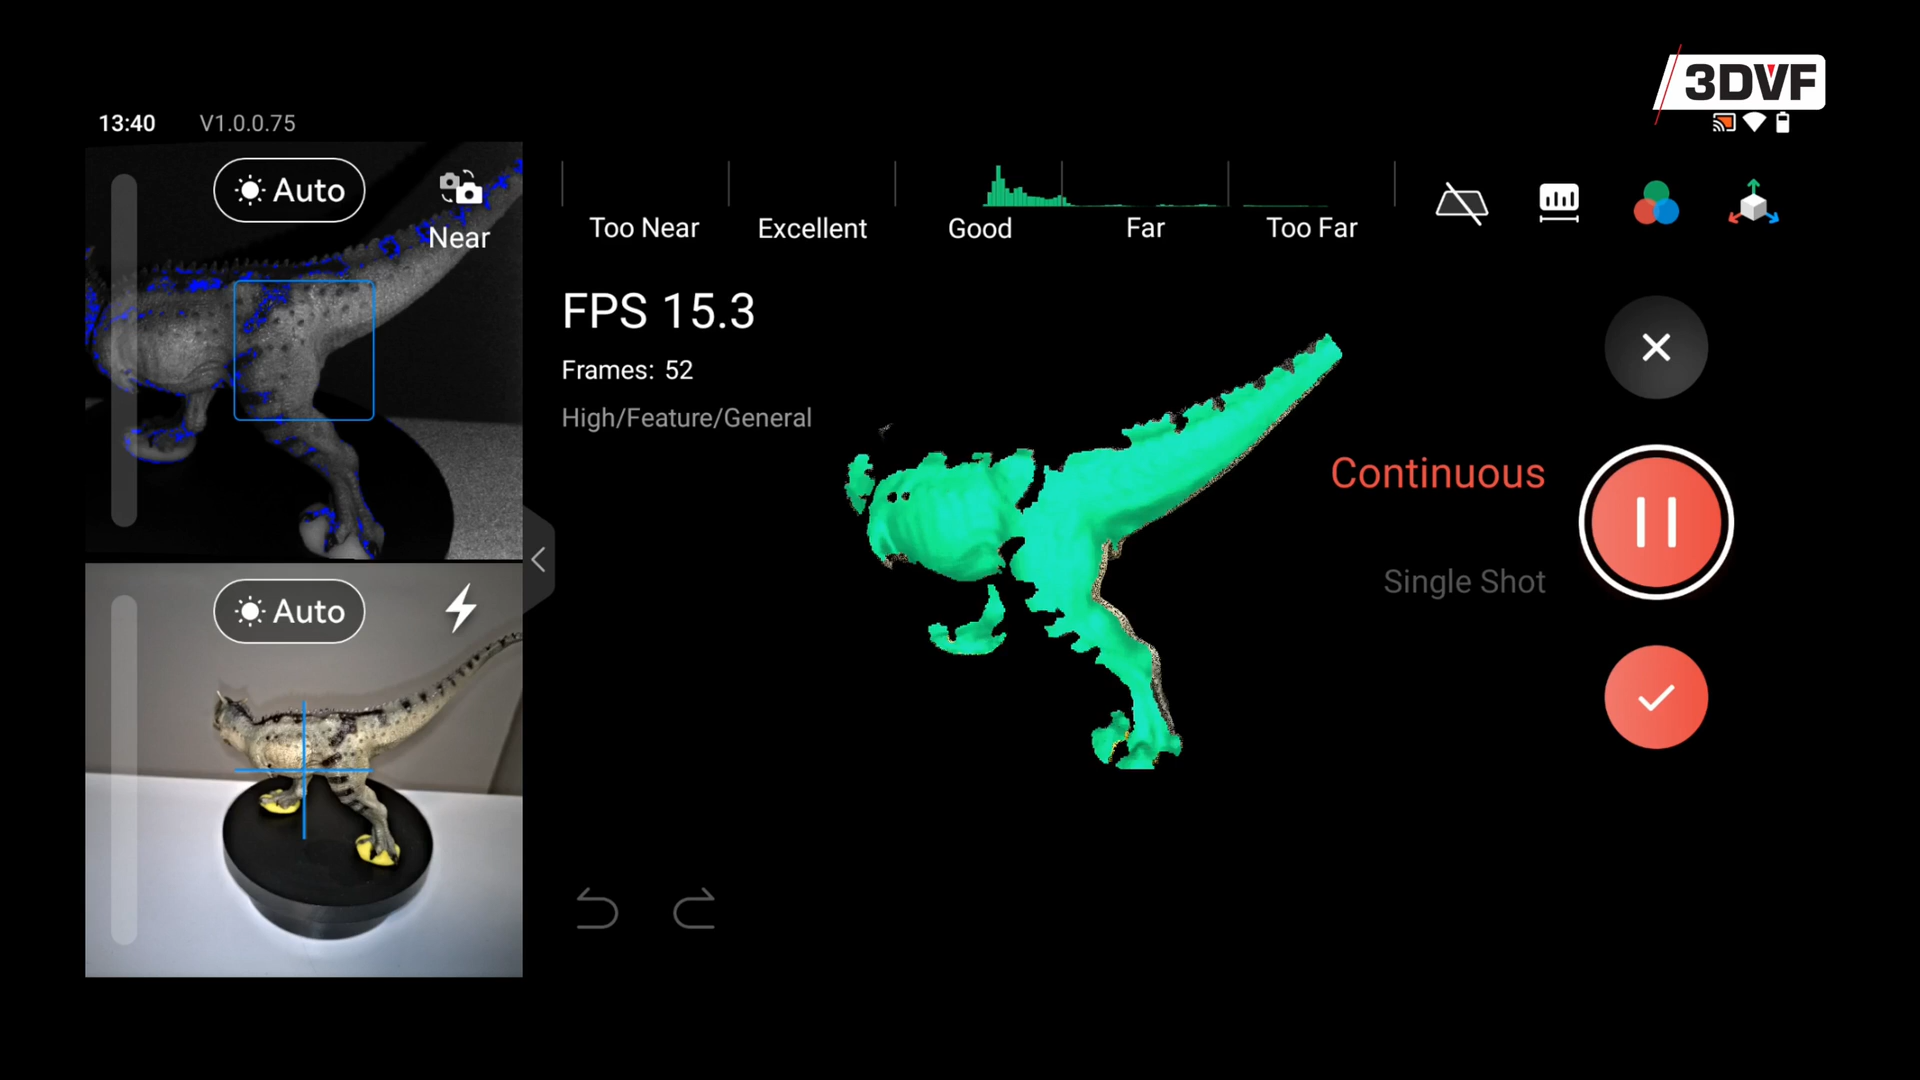 3DVF
13:40 V1.0.0.75
Auto
Near
Too Near Excellent Good Far Too Far
FPS 15.3
Frames: 52
High/Feature/General
Continuous
Single Shot
Auto